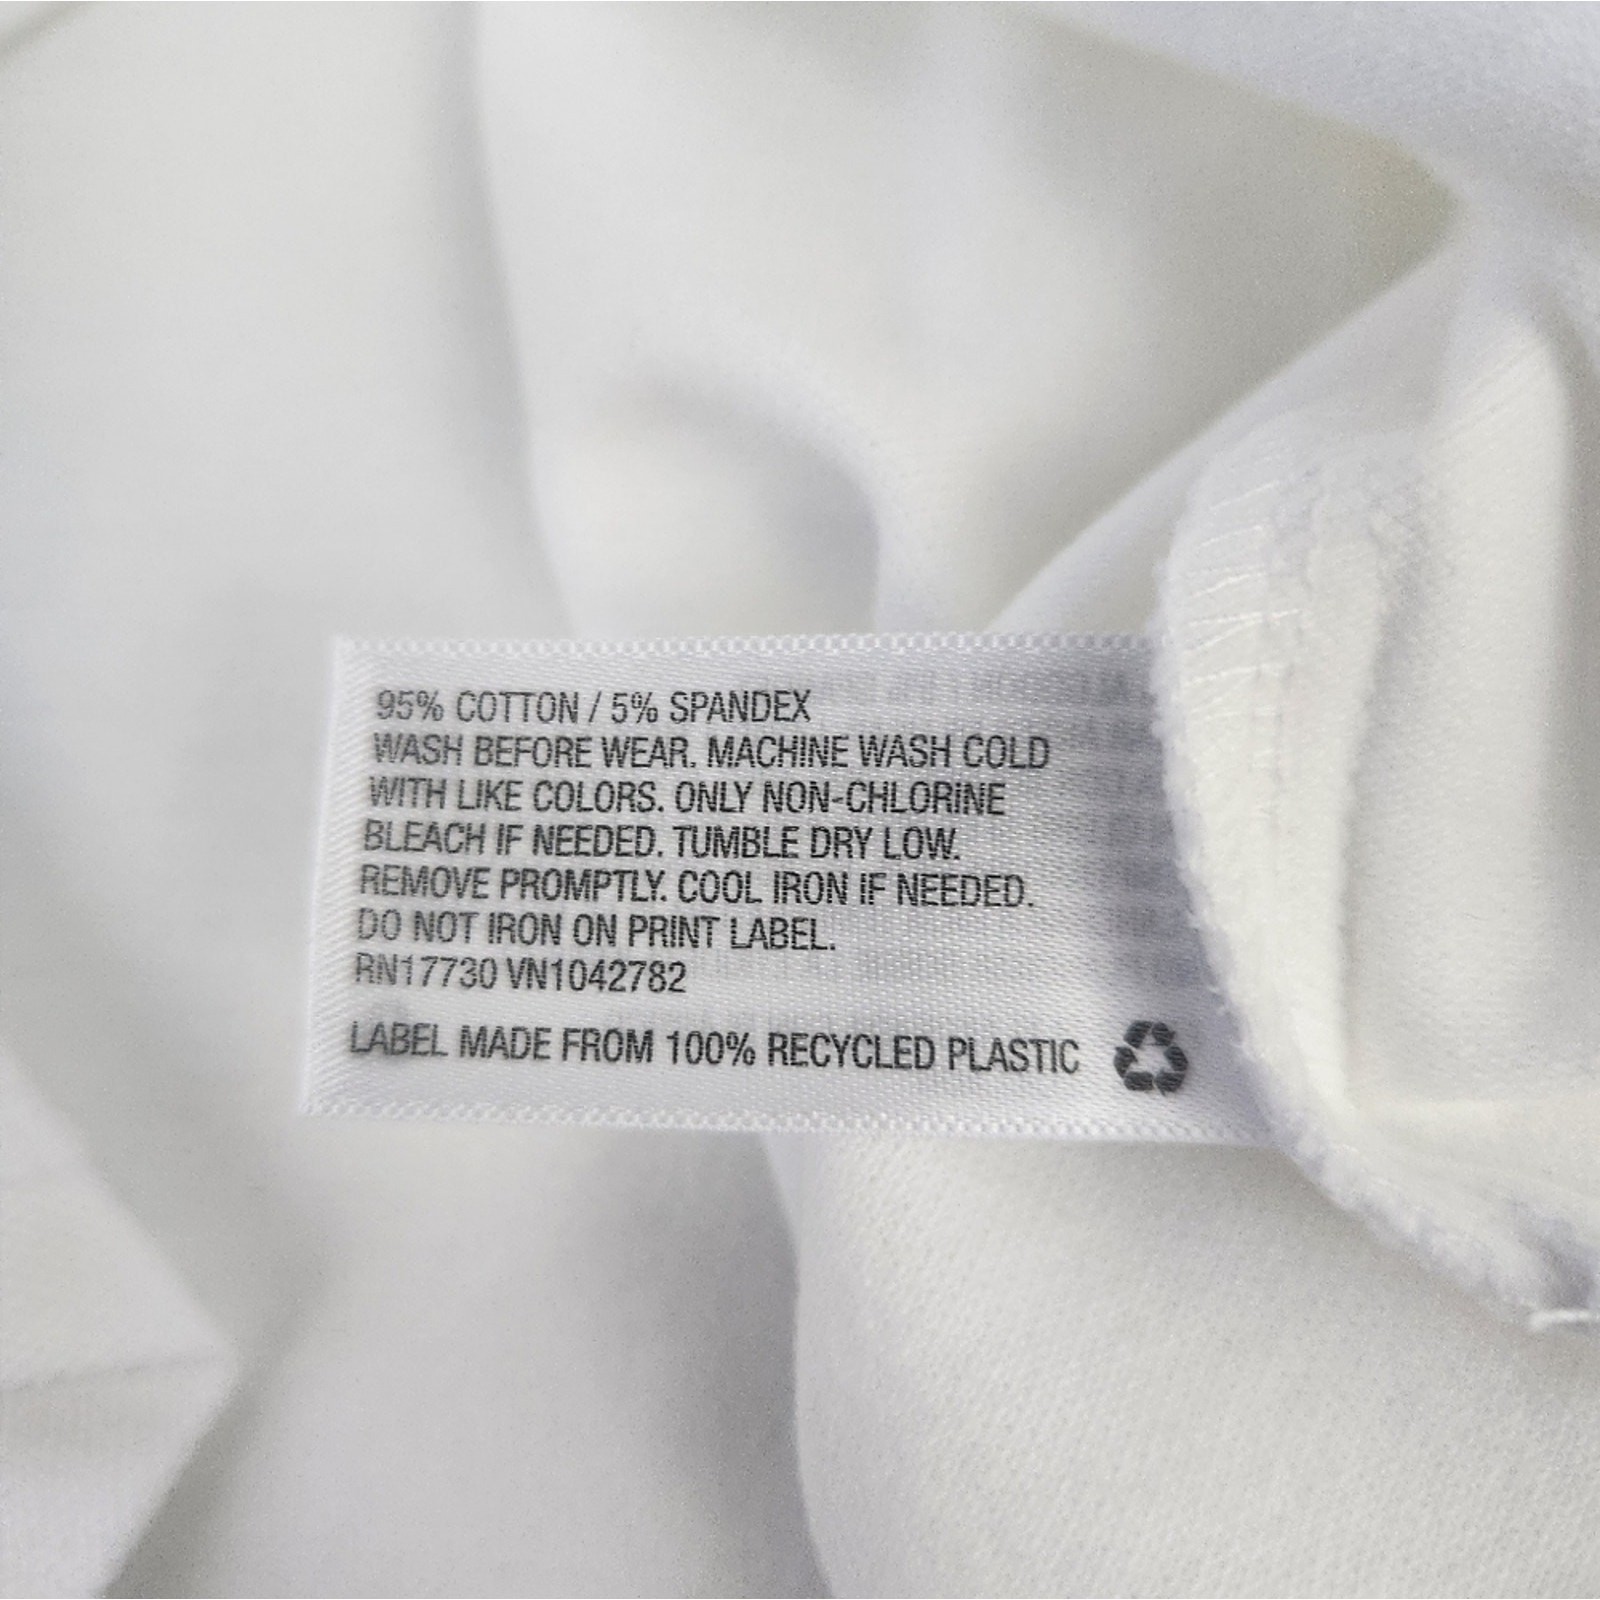 95% COTTON / 5% SPANDEX
WASH BEFORE WEAR. MACHINE WASH COLD
WITH LIKE COLORS. ONLY NON-CHLORINE
BLEACH IF NEEDED. TUMBLE DRY LOW.
REMOVE PROMPTLY. COOL IRON IF NEEDED.
DO NOT IRON ON PRINT LABEL.
RN17730 VN1042782
LABEL MADE FROM 100% RECYCLED PLASTIC